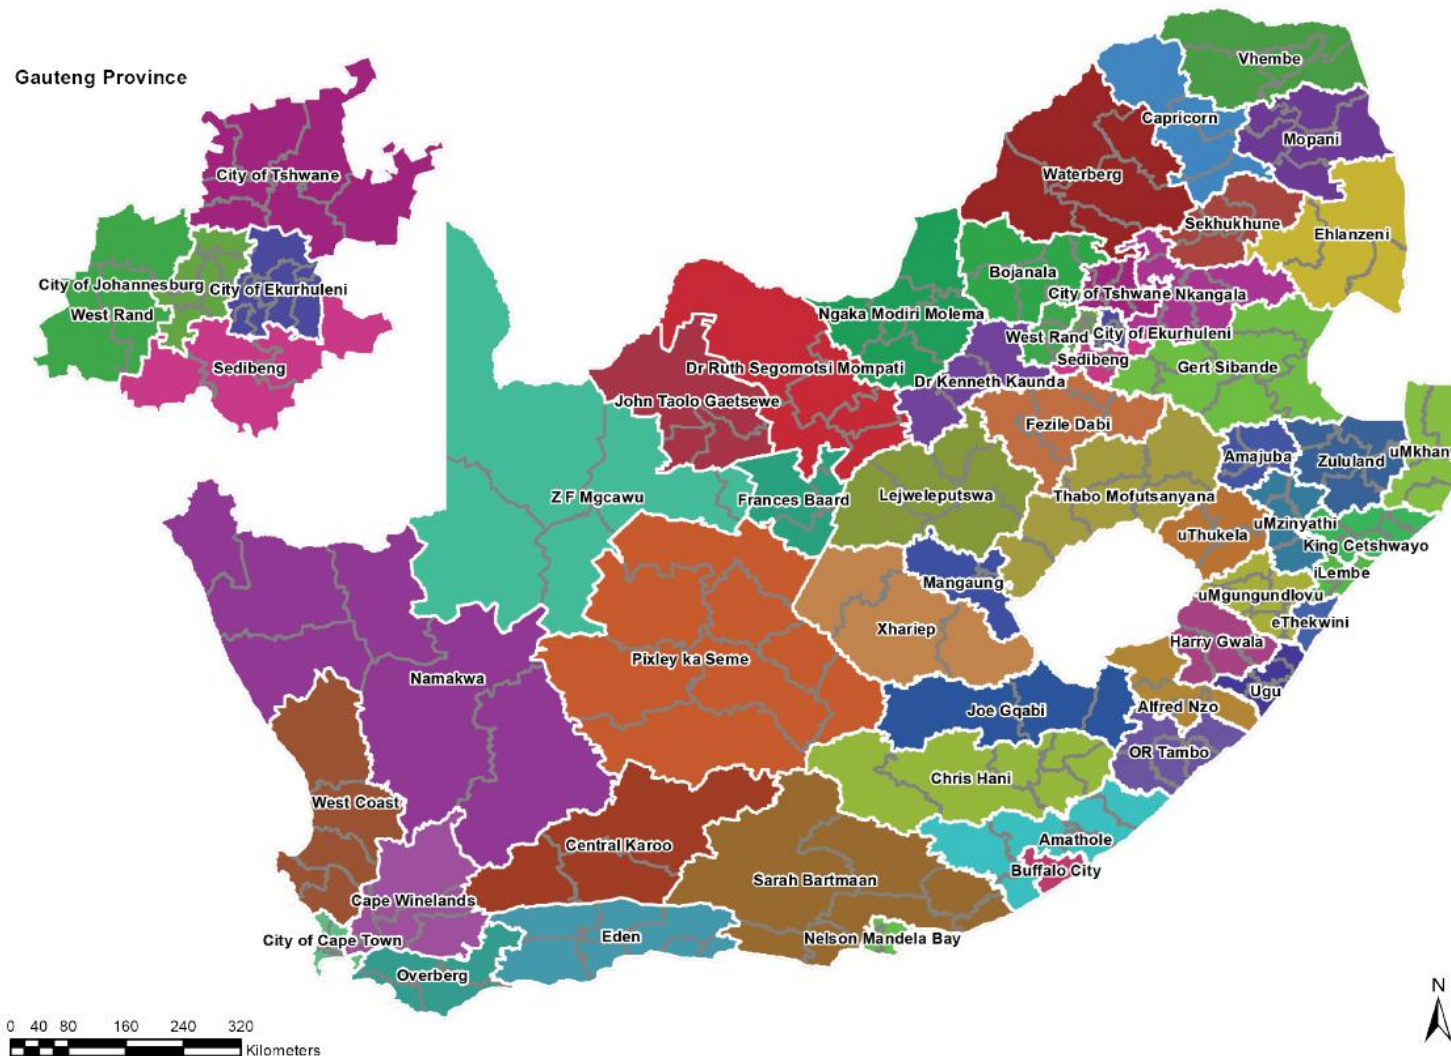 Gauteng Province
City of Tshwane
City of Johannesburg
City of Ekurhuleni
West Rand
Sedibeng
Vhembe
Capricorn
Mopani
Waterberg
Sekhukhune
Ehlanzeni
Bojanala
City of Tshwane
Nkangala
Ngaka Modiri Molema
West Rand
City of Ekurhuleni
Sedibeng
Gert Sibande
Dr Ruth Segomotsi Mompati
Dr Kenneth Kaunda
John Taolo Gaetsewe
Fezile Dabi
Amajuba
Zululand
uMkhan
Z F Mgcawu
Frances Baard
Lejweleputswa
Thabo Mofutsanyana
uMzinyathi
uThukela
King Cetshwayo
iLembe
Mangaung
uMgungundlovu
eThekwini
Xhariep
Harry Gwala
Pixley ka Seme
Namakwa
Ugu
Joe Gqabi
Alfred Nzo
OR Tambo
Chris Hani
West Coast
Central Karoo
Amathole
Buffalo City
Sarah Bartmaan
Cape Winelands
City of Cape Town
Eden
Nelson Mandela Bay
Overberg
N
0 40 80 160 240 320
Kilometers